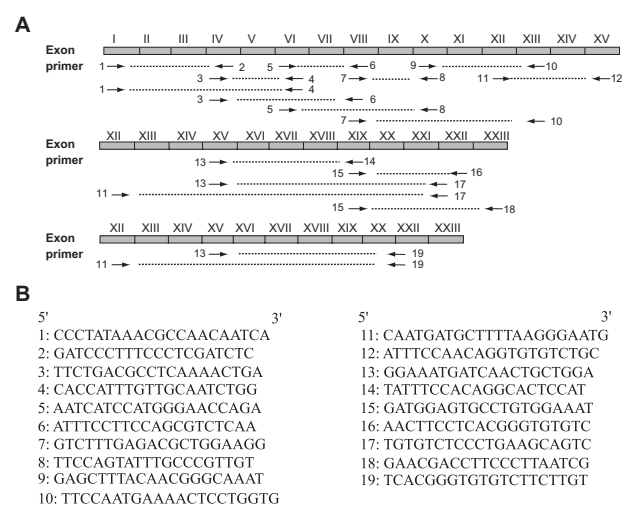 A
I II III IV V VI VII VIII IX X XI XII XIII XIV XV
Exon
primer
1 2 5 6 9 10
3 4 7 8 11 12
1 4
3 6
5 8
7 10
XII XIII XIV XV XVI XVII XVIII XIX XX XXI XXII XXIII
Exon
primer
13 14
15 16
13 17
11 17
15 18
XII XIII XIV XV XVI XVII XVIII XIX XX XXII XXIII
Exon
primer
13 19
11 19
B
5' 3'
1: CCCTATAAACGCCAACAATCA
2: GATCCCTTTCCCTCGATCTC
3: TTCTGACGCCTCAAAACTGA
4: CACCATTTGTTGCAATCTGG
5: AATCATCCATGGGAACCAGA
6: ATTTCCTTCCAGCGTCTCAA
7: GTCTTTGAGACGCTGGAAGG
8: TTCCAGTATTTGCCCGTTGT
9: GAGCTTTACAACGGGCAAAT
10: TTCCAATGAAAACTCCTGGTG
5' 3'
11: CAATGATGCTTTTAAGGGAATG
12: ATTTCCAACAGGTGTGTCTGC
13: GGAAATGATCAACTGCTGGA
14: TATTTCCACAGGCACTCCAT
15: GATGGAGTGCCTGTGGAAAT
16: AACTTCCTCACGGGTGTGTC
17: TGTGTCTCCCTGAAGCAGTC
18: GAACGACCTTCCCTTAATCG
19: TCACGGGTGTGTCTTCTTGT